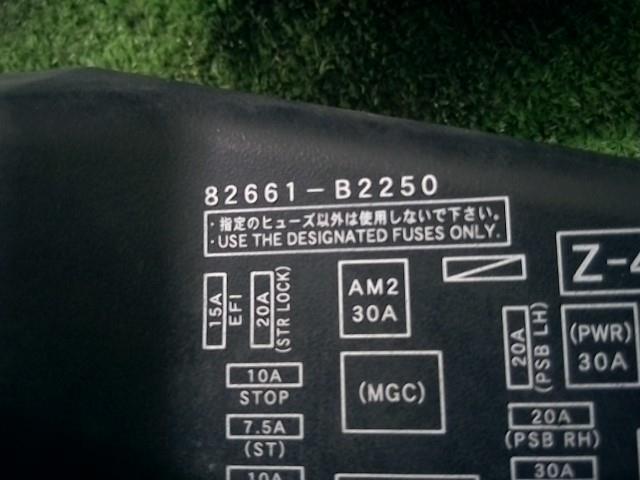 82661-B2250
・指定のヒューズ以外は使用しないで下さい。
・USE THE DESIGNATED FUSES ONLY.
Z-4
15A
EFI
20A
(STR LOCK)
AM2
30A
20A
(PSB LH)
(PWR)
30A
10A
STOP
(MGC)
7.5A
(ST)
20A
(PSB RH)
10A
30A